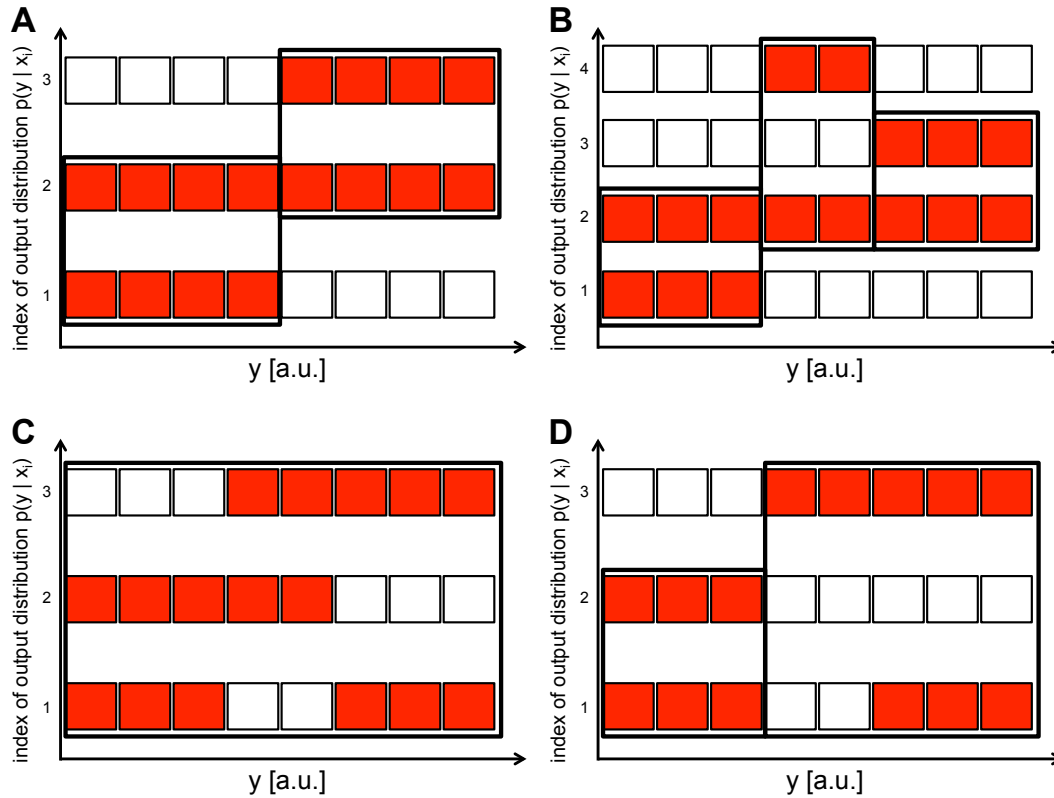 A
index of output distribution p(y | xi)
3
2
1
y [a.u.]
B
index of output distribution p(y | xi)
4
3
2
1
y [a.u.]
C
index of output distribution p(y | xi)
3
2
1
y [a.u.]
D
index of output distribution p(y | xi)
3
2
1
y [a.u.]